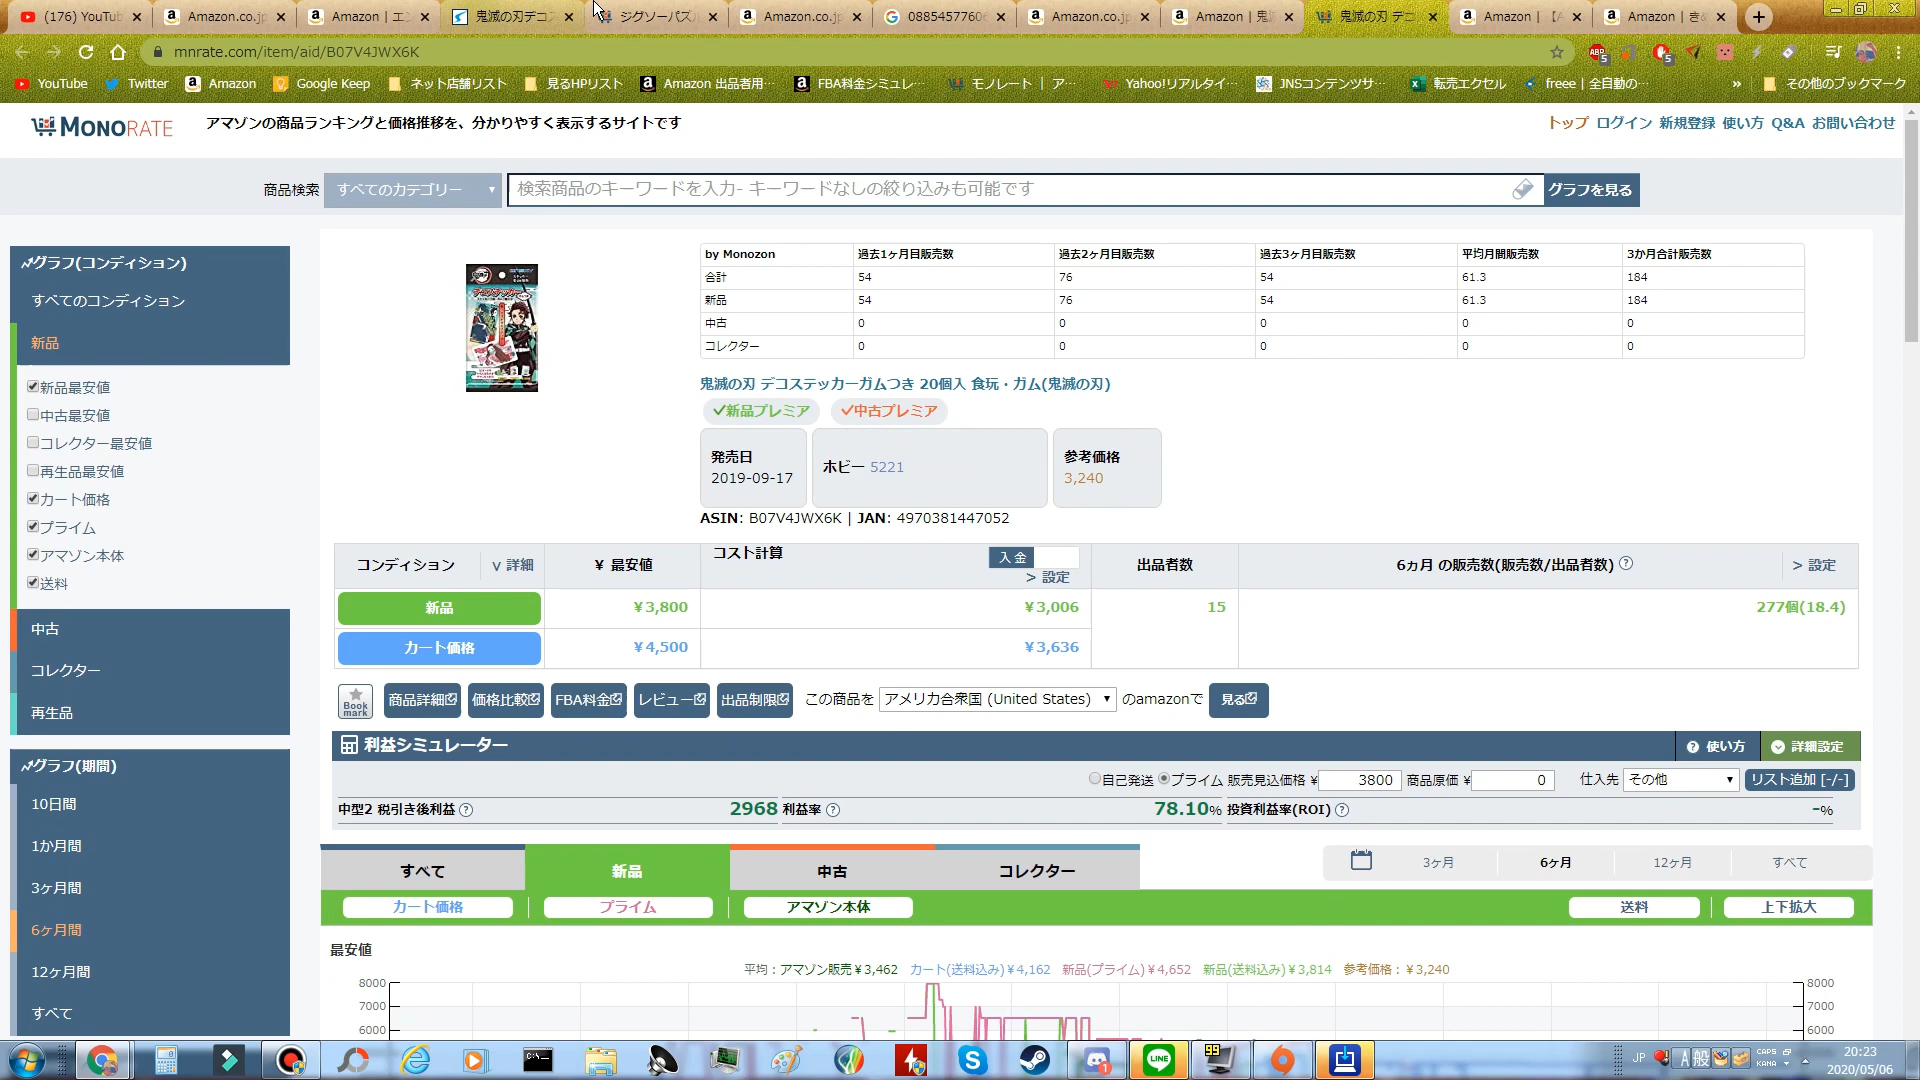 (176) YouTub
Amazon.co.jp
Amazon | エン
鬼滅の刃デコス
ジグソーパズル
Amazon.co.jp
0885457760
Amazon.co.jp
Amazon | 鬼滅
鬼滅の刃 デコ
Amazon | 【A
Amazon | きめ
mnrate.com/item/aid/B07V4JWX6K
YouTube Twitter Amazon Google Keep ネット店舗リスト 見るHPリスト Amazon 出品者用… FBA料金シミュレ… モノレート | ア… Yahoo!リアルタイ… JNSコンテンツサ… 転売エクセル freee | 全自動の… » その他のブックマーク
MONORATE アマゾンの商品ランキングと価格推移を、分かりやすく表示するサイトです トップ ログイン 新規登録 使い方 Q&A お問い合わせ
商品検索 すべてのカテゴリー 検索商品のキーワードを入力- キーワードなしの絞り込みも可能です グラフを見る
グラフ(コンディション)
すべてのコンディション
新品
新品最安値
中古最安値
コレクター最安値
再生品最安値
カート価格
プライム
アマゾン本体
送料
中古
コレクター
再生品
グラフ(期間)
10日間
1か月間
3ヶ月間
6ヶ月間
12ヶ月間
すべて
by Monozon 過去1ヶ月目販売数 過去2ヶ月目販売数 過去3ヶ月目販売数 平均月間販売数 3か月合計販売数
合計 54 76 54 61.3 184
新品 54 76 54 61.3 184
中古 0 0 0 0 0
コレクター 0 0 0 0 0
鬼滅の刃 デコステッカーガムつき 20個入 食玩・ガム(鬼滅の刃)
新品プレミア 中古プレミア
発売日
2019-09-17
ホビー 5221
参考価格
3,240
ASIN: B07V4JWX6K | JAN: 4970381447052
コンディション ∨ 詳細 ¥ 最安値 コスト計算 入金 > 設定 出品者数 6ヵ月 の販売数(販売数/出品者数) > 設定
新品 ¥3,800 ¥3,006 15 277個(18.4)
カート価格 ¥4,500 ¥3,636
Book mark 商品詳細 価格比較 FBA料金 レビュー 出品制限 この商品を アメリカ合衆国 (United States) のamazonで 見る
利益シミュレーター 使い方 詳細設定
自己発送 プライム 販売見込価格 ¥ 3800 商品原価 ¥ 0 仕入先 その他 リスト追加 [-/-]
中型2 税引き後利益 2968 利益率 78.10% 投資利益率(ROI) -%
すべて 新品 中古 コレクター 3ヶ月 6ヶ月 12ヶ月 すべて
カート価格 プライム アマゾン本体 送料 上下拡大
最安値
平均：アマゾン販売¥3,462 カート(送料込み)¥4,162 新品(プライム)¥4,652 新品(送料込み)¥3,814 参考価格：¥3,240
8000 8000
7000 7000
6000 6000
JP A 般 CAPS KANA
20:23
2020/05/06